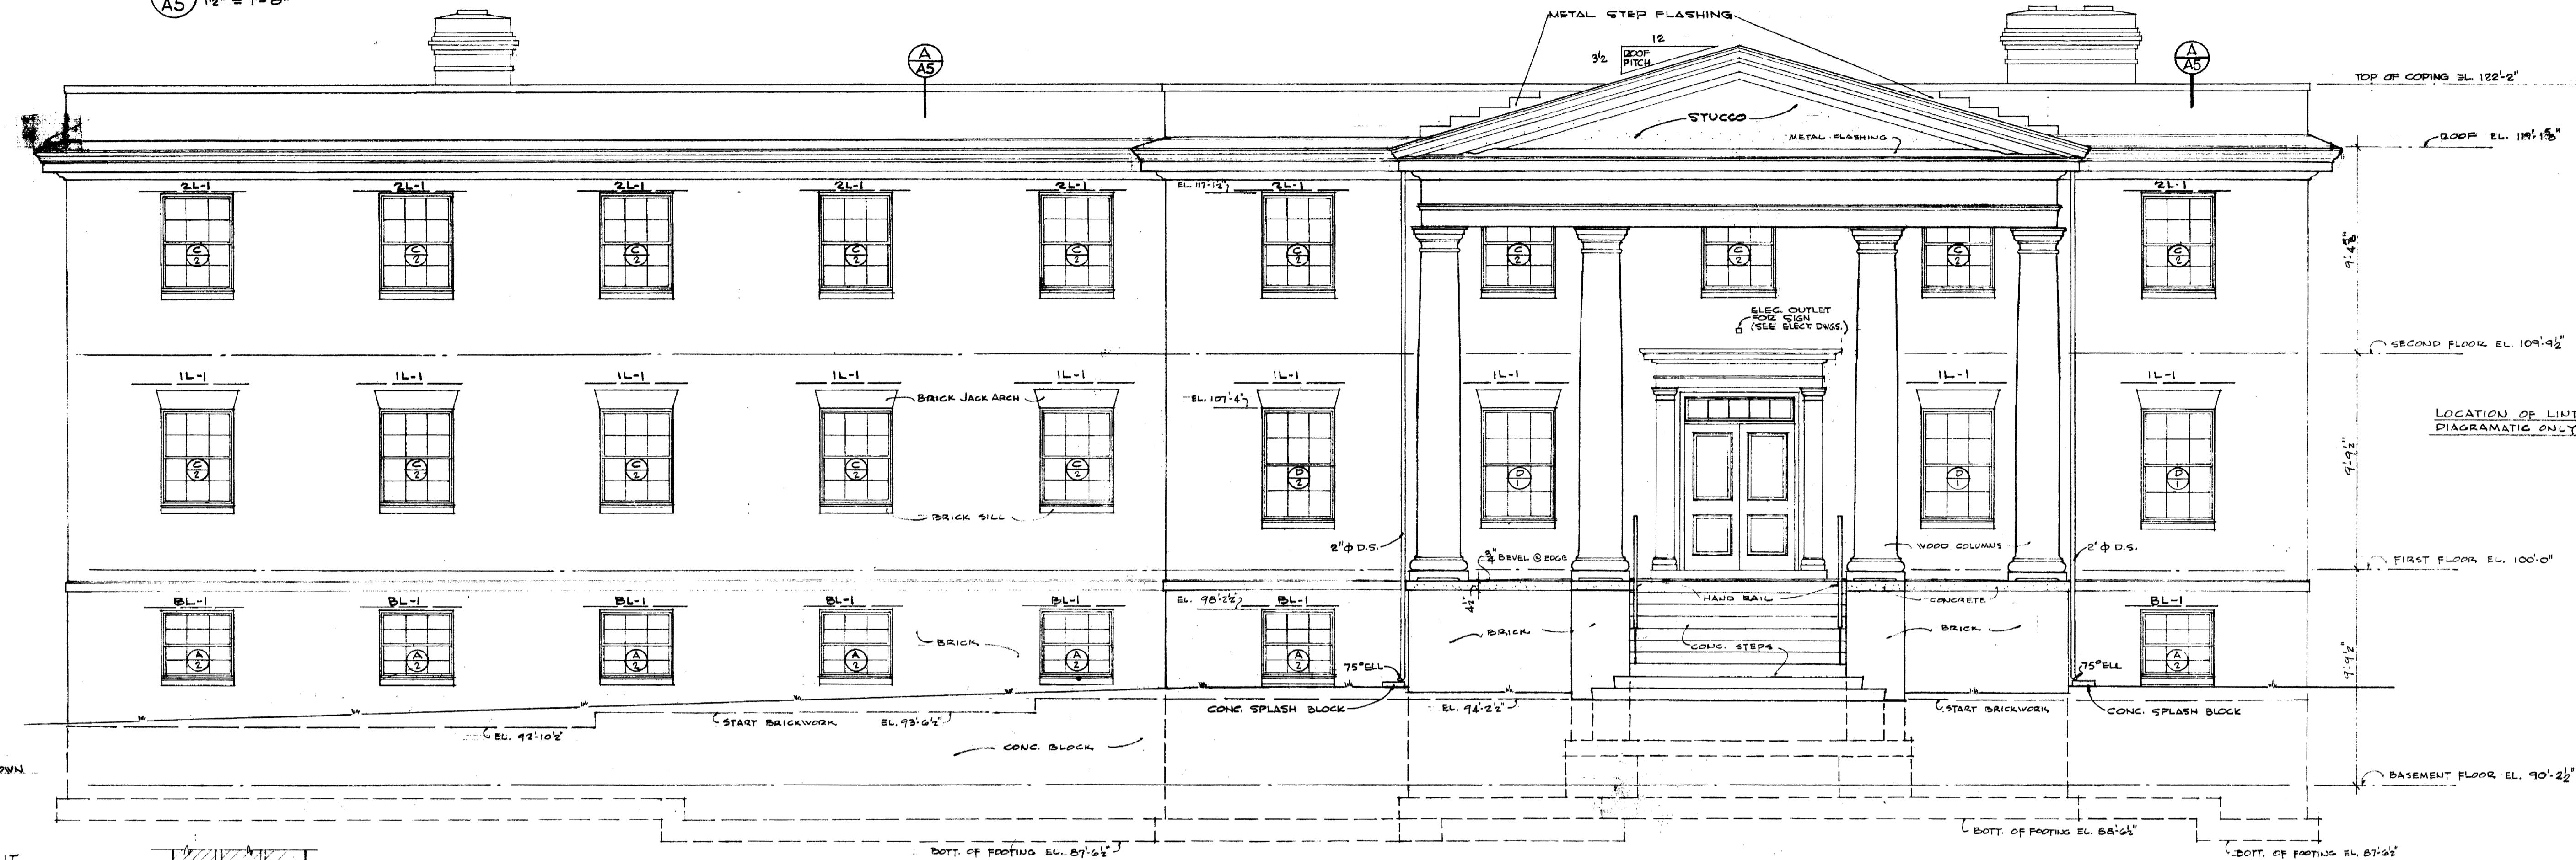 A5 1½" = 1'-0"
METAL STEP FLASHING
12
3½
ROOF
PITCH
A
A5
A
A5
TOP OF COPING EL. 122'-2"
STUCCO
METAL FLASHING
ROOF EL. 119'-1⅝"
2L-1 2L-1 2L-1 2L-1 2L-1 EL. 117'-1½" 2L-1 2L-1
C
2
C
2
C
2
C
2
C
2
C
2
C
2
C
2
C
2
C
2
9'-4⅝"
ELEC. OUTLET
FOR SIGN
(SEE ELECT. DWGS.)
SECOND FLOOR EL. 109'-9½"
1L-1 1L-1 1L-1 1L-1 1L-1 1L-1 1L-1 1L-1 1L-1
BRICK JACK ARCH
EL. 107'-4"
LOCATION OF LINT
DIAGRAMATIC ONLY
C
2
C
2
C
2
C
2
C
2
B
2
D
1
D
1
D
1
9'-9½"
BRICK SILL
2"ϕ D.S.
¾" BEVEL @ EDGE
WOOD COLUMNS
2"ϕ D.S.
FIRST FLOOR EL. 100'-0"
BL-1 BL-1 BL-1 BL-1 BL-1 EL. 98'-2½" BL-1 BL-1
4½"
HAND RAIL
CONCRETE
BRICK
BRICK
BRICK
CONC. STEPS
A
2
A
2
A
2
A
2
A
2
A
2
A
2
75° ELL
75° ELL
9'-9½"
START BRICKWORK EL. 93'-6½"
CONC. SPLASH BLOCK
EL. 94'-2½"
START BRICKWORK
CONC. SPLASH BLOCK
EL. 92'-10½"
CONC. BLOCK
OWN
BASEMENT FLOOR EL. 90'-2½"
BOTT. OF FOOTING EL. 88'-6½"
BOTT. OF FOOTING EL. 87'-6½"
BOTT. OF FOOTING EL. 87'-6½"
IT